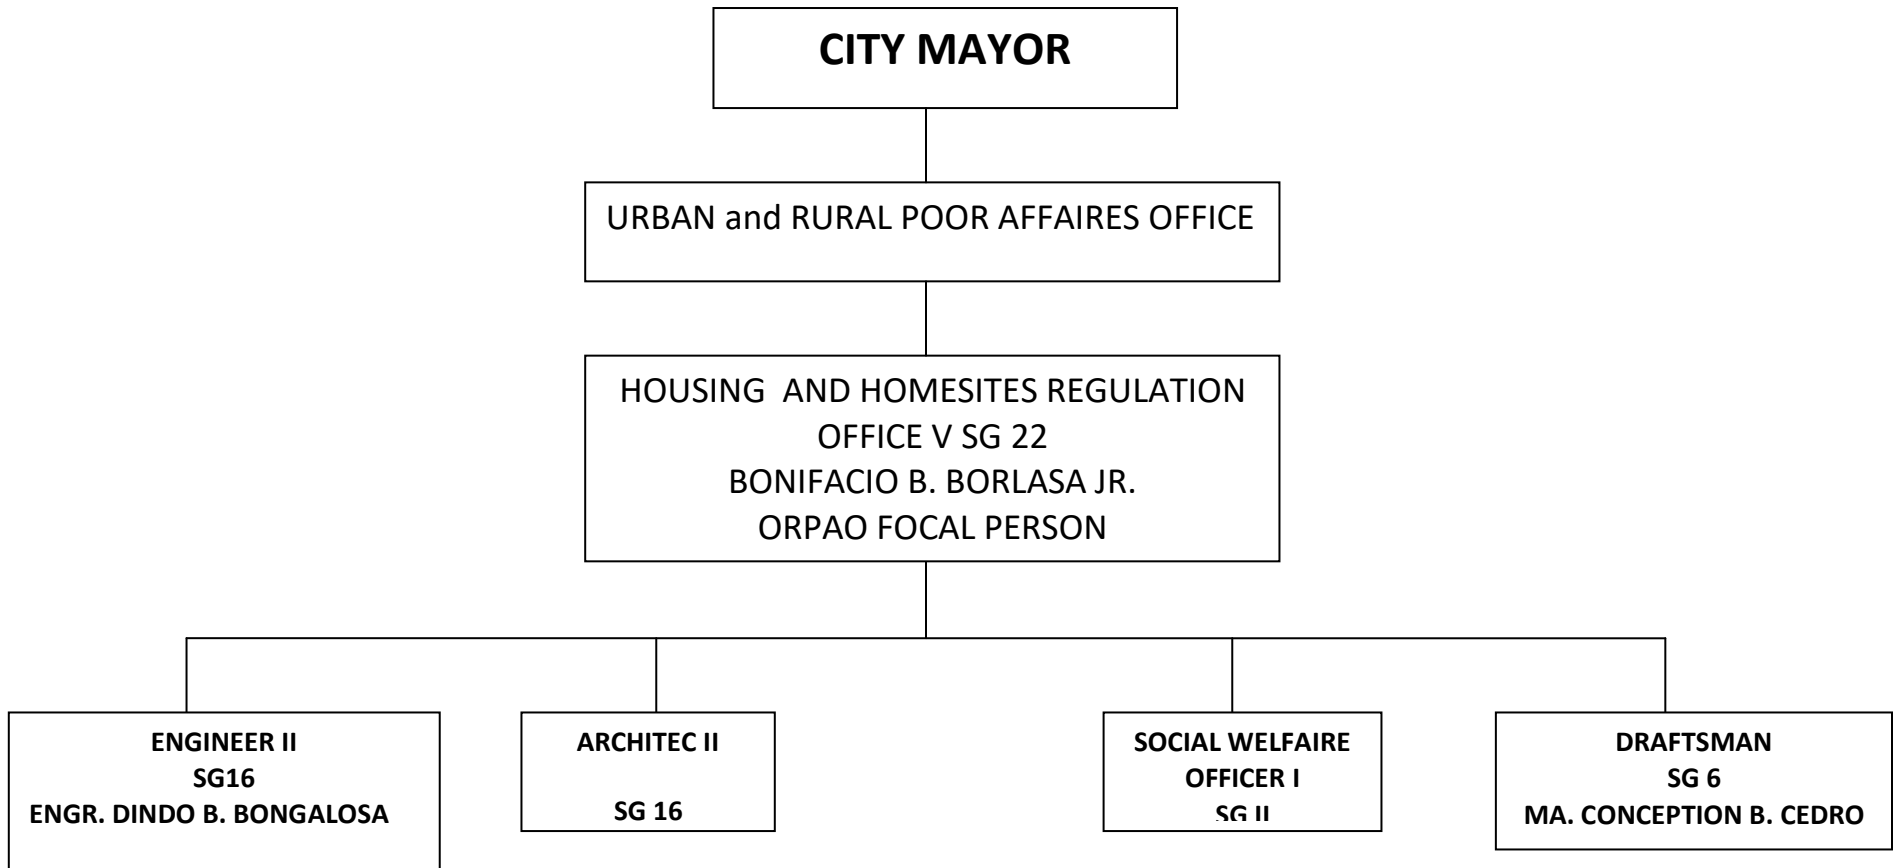 CITY MAYOR
URBAN and RURAL POOR AFFAIRES OFFICE
HOUSING AND HOMESITES REGULATION
OFFICE V SG 22
BONIFACIO B. BORLASA JR.
ORPAO FOCAL PERSON
ENGINEER II
SG16
ENGR. DINDO B. BONGALOSA
ARCHITEC II
SG 16
SOCIAL WELFAIRE
OFFICER I
SG II
DRAFTSMAN
SG 6
MA. CONCEPTION B. CEDRO